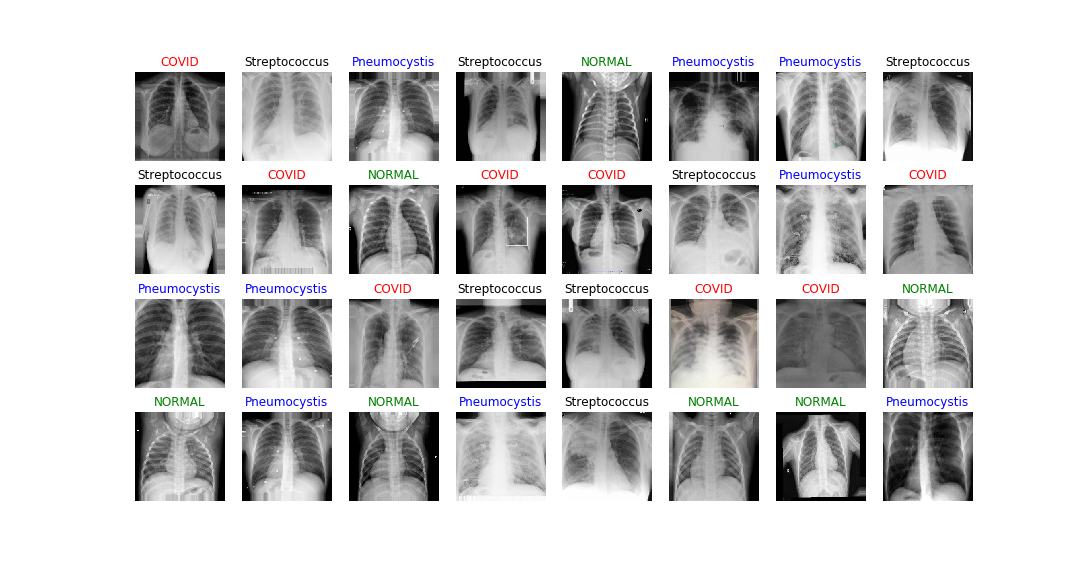 COVID Streptococcus Pneumocystis Streptococcus NORMAL Pneumocystis Pneumocystis Streptococcus
Streptococcus COVID NORMAL COVID COVID Streptococcus Pneumocystis COVID
Pneumocystis Pneumocystis COVID Streptococcus Streptococcus COVID COVID NORMAL
NORMAL Pneumocystis NORMAL Pneumocystis Streptococcus NORMAL NORMAL Pneumocystis